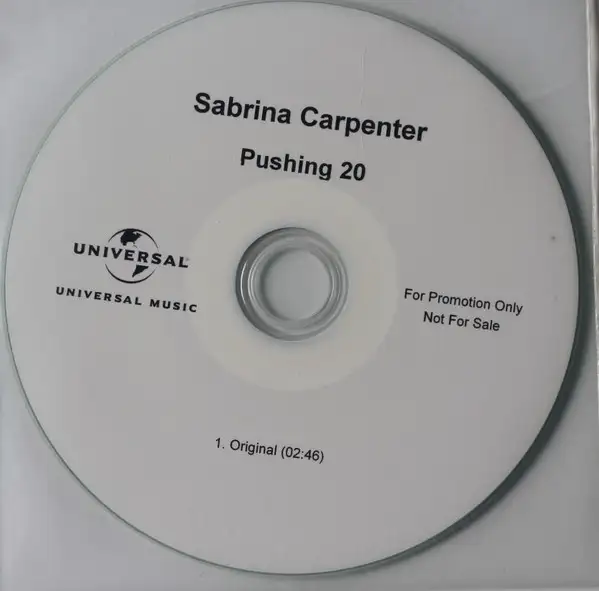 Sabrina Carpenter
Pushing 20
UNIVERSAL
UNIVERSAL MUSIC
For Promotion Only
Not For Sale
1. Original (02:46)